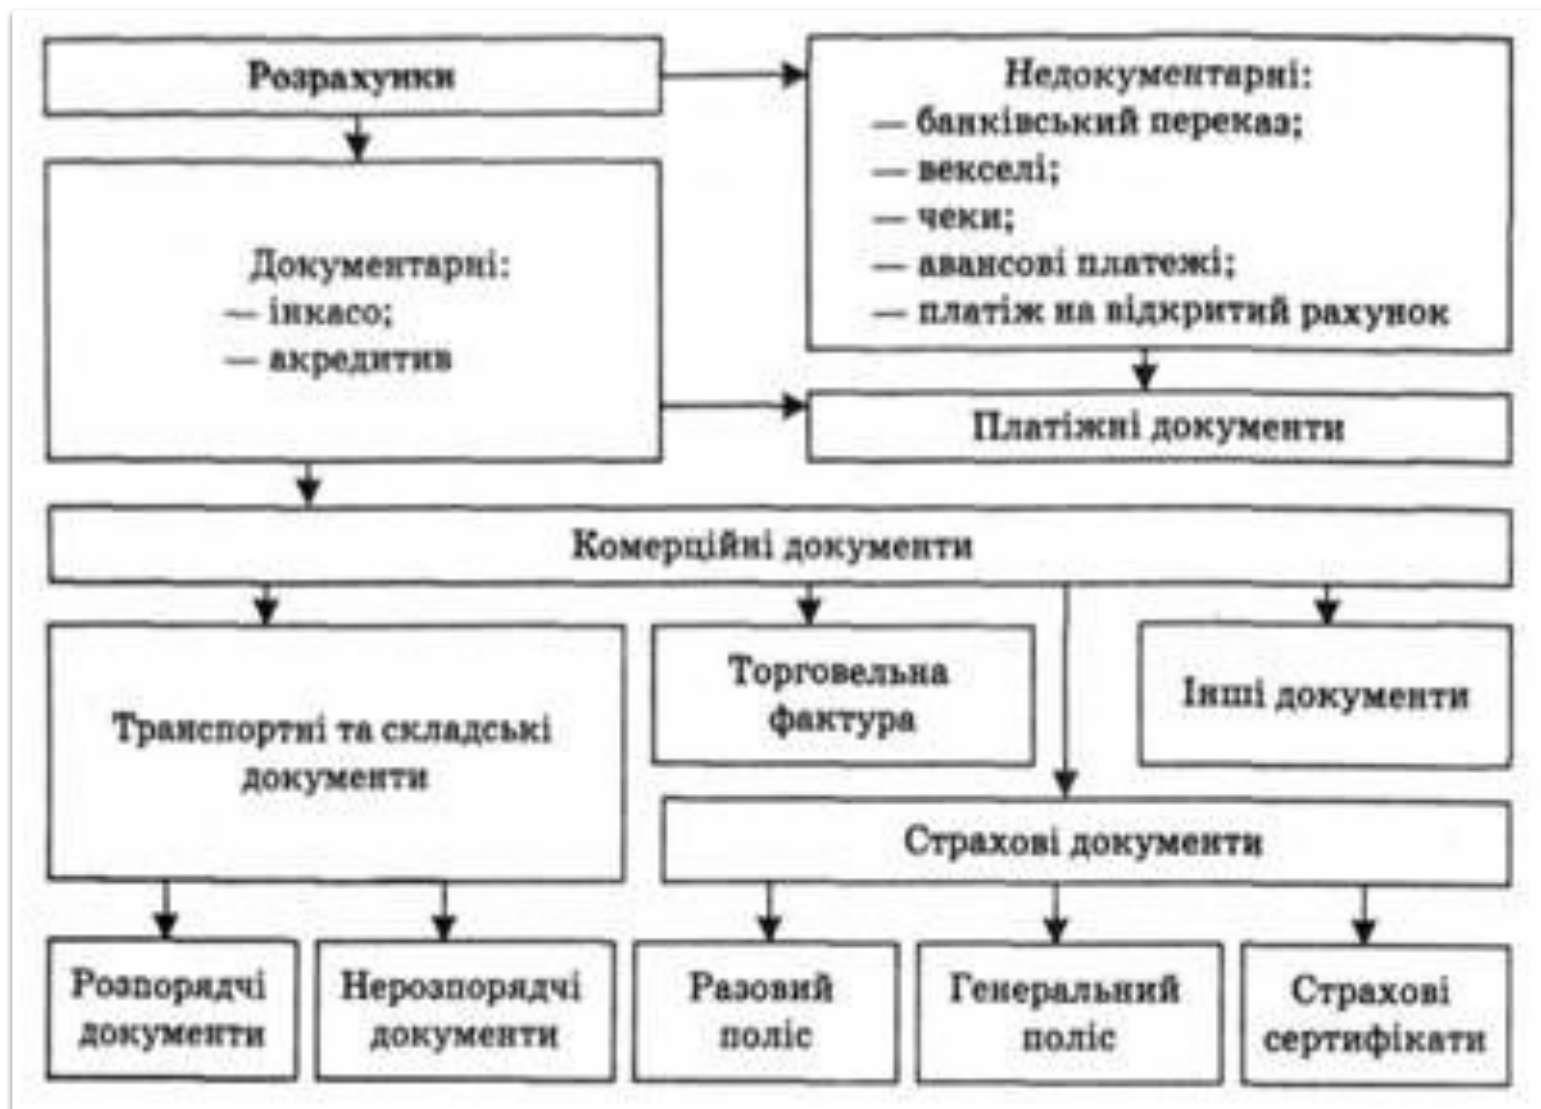 Розрахунки
Недокументарні:
— банківський переказ;
— векселі;
— чеки;
— авансові платежі;
— платіж на відкритий рахунок
Документарні:
— інкасо;
— акредитив
Платіжні документи
Комерційні документи
Транспортні та складські
документи
Торговельна
фактура
Інші документи
Страхові документи
Розпорядчі
документи
Нерозпорядчі
документи
Разовий
поліс
Генеральний
поліс
Страхові
сертифікати